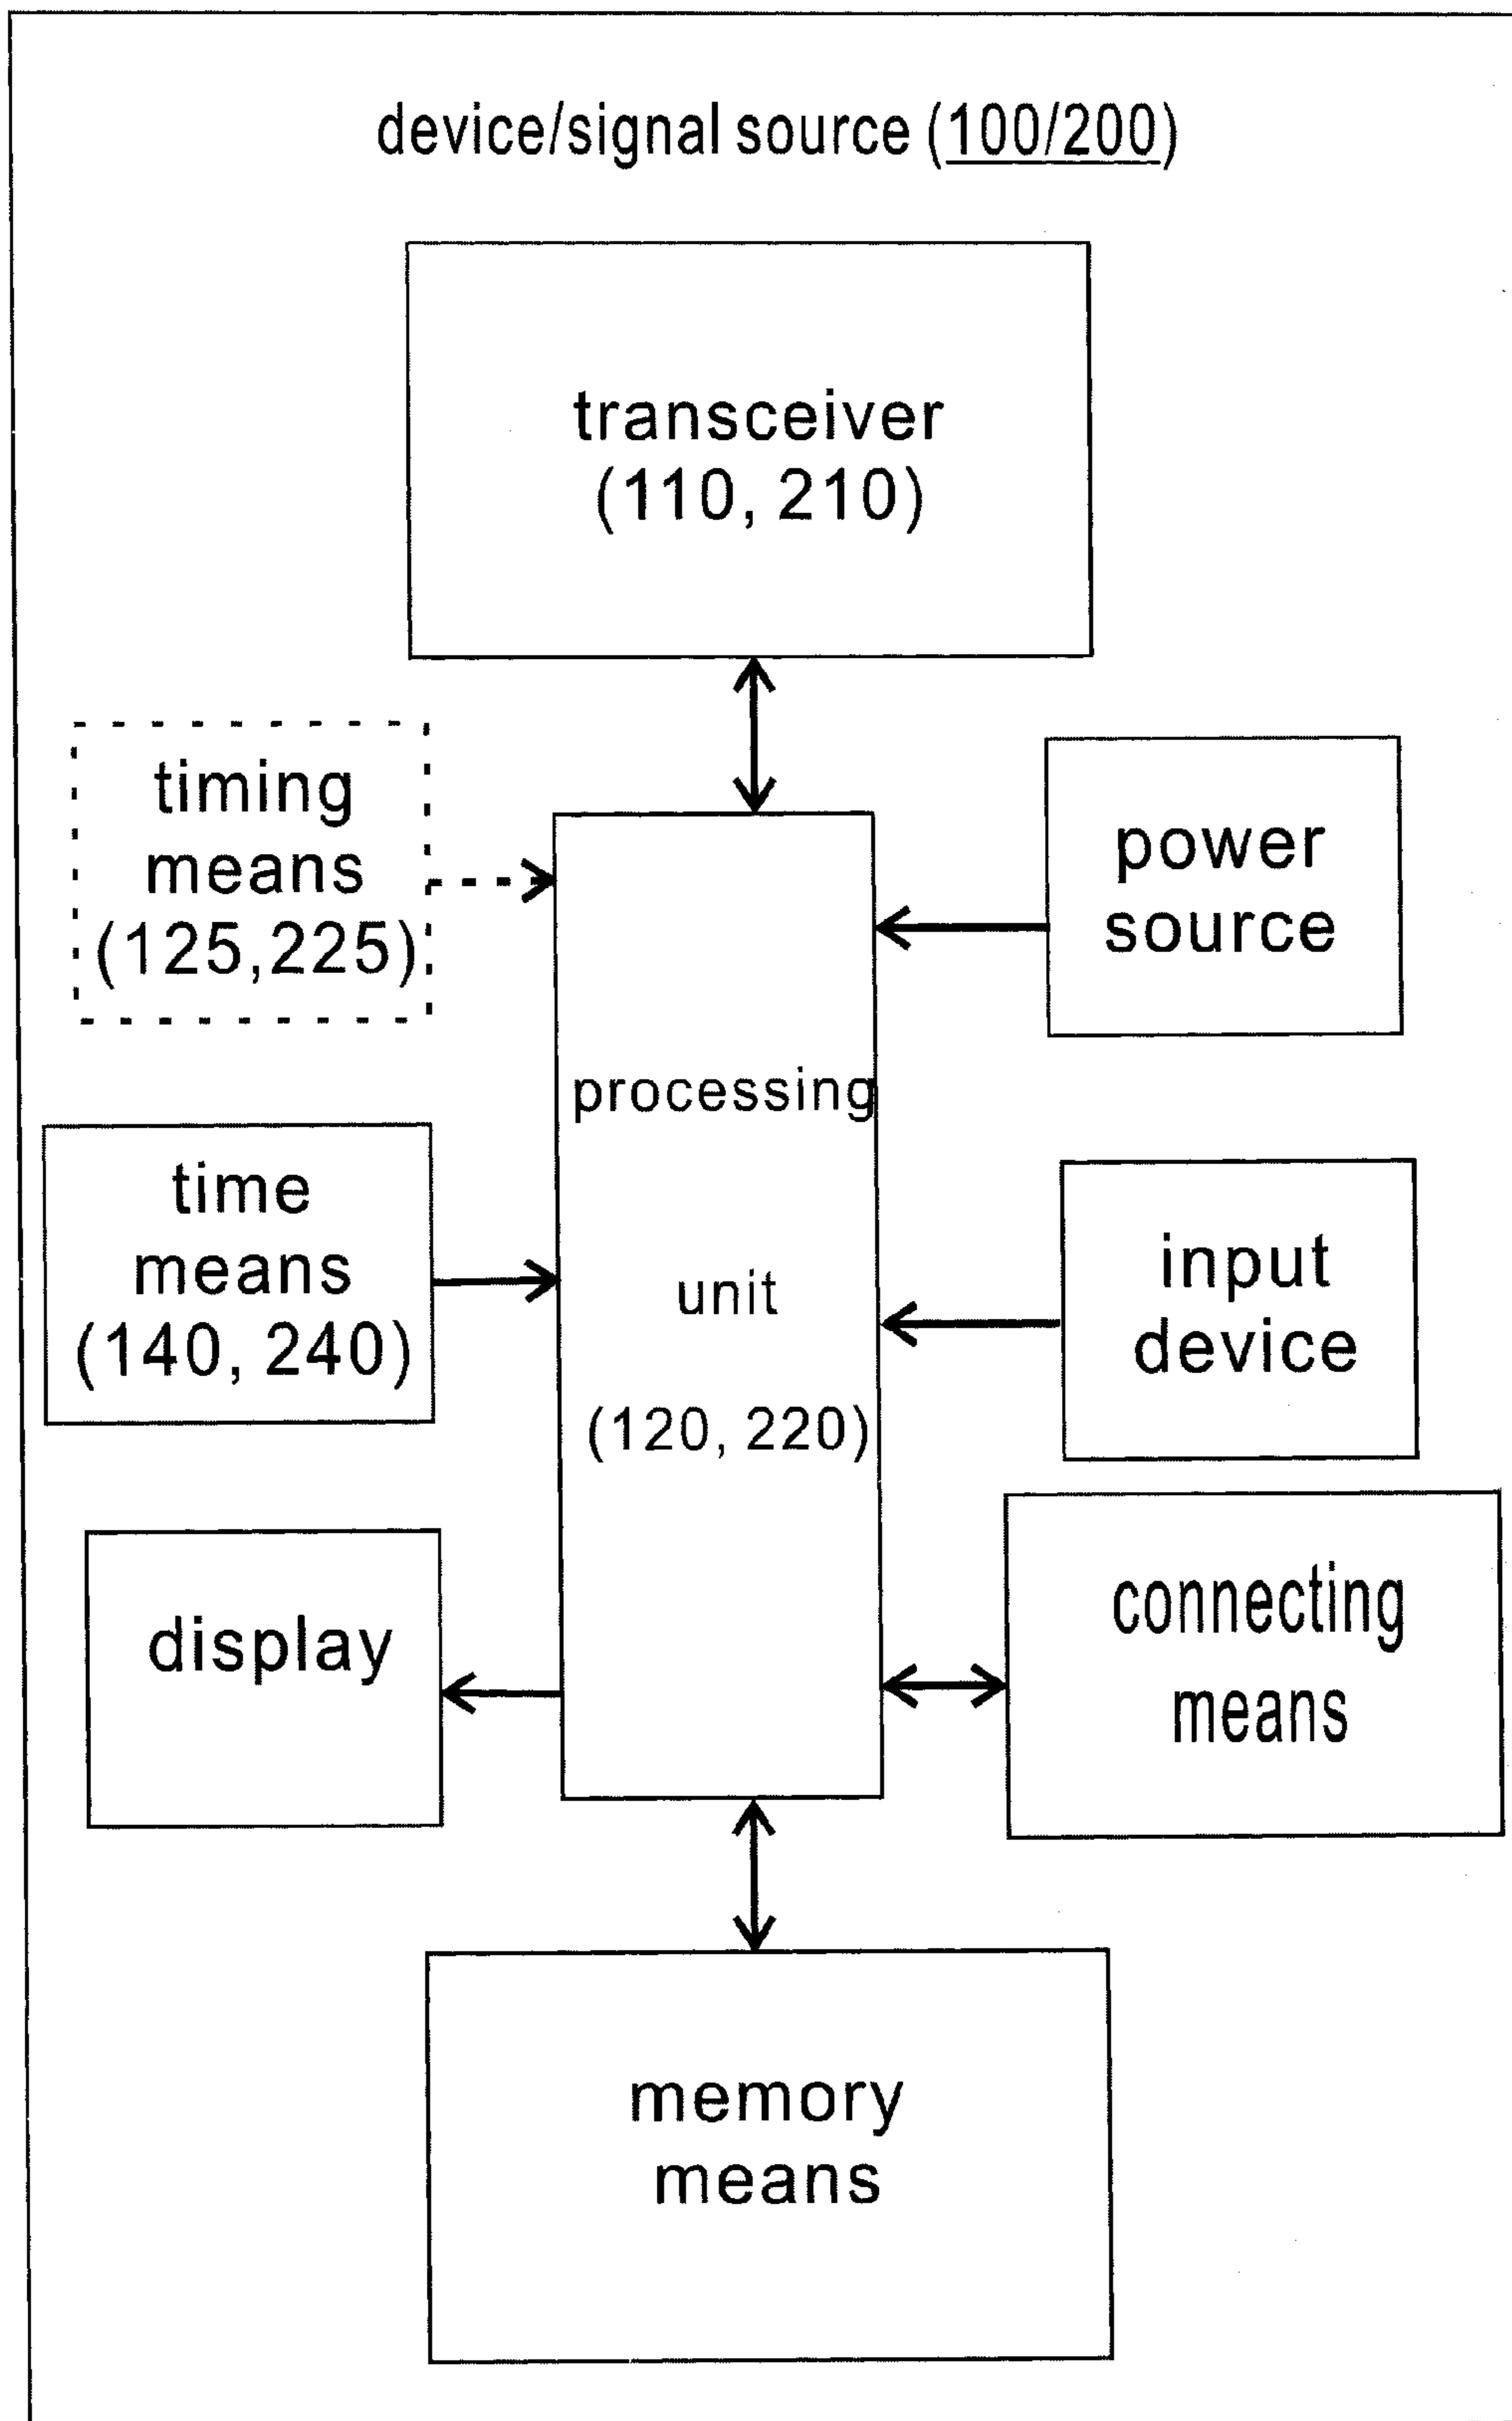 device/signal source (100/200)
transceiver
(110, 210)
timing
means
(125,225)
power
source
processing
unit
(120, 220)
time
means
(140, 240)
input
device
display
connecting
means
memory
means